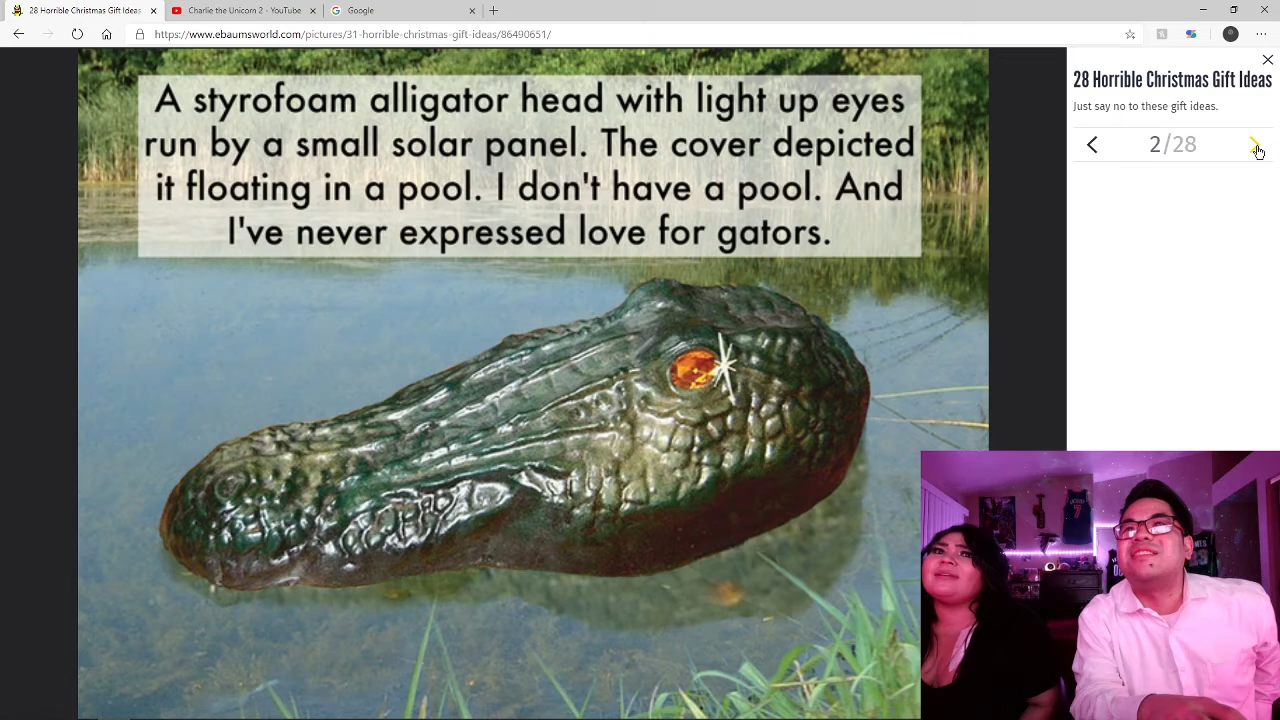 28 Horrible Christmas Gift Ideas
Charlie the Unicorn 2 - YouTube
Google
https://www.ebaumsworld.com/pictures/31-horrible-christmas-gift-ideas/86490651/
A styrofoam alligator head with light up eyes
run by a small solar panel. The cover depicted
it floating in a pool. I don't have a pool. And
I've never expressed love for gators.
28 Horrible Christmas Gift Ideas
Just say no to these gift ideas.
2/28
7